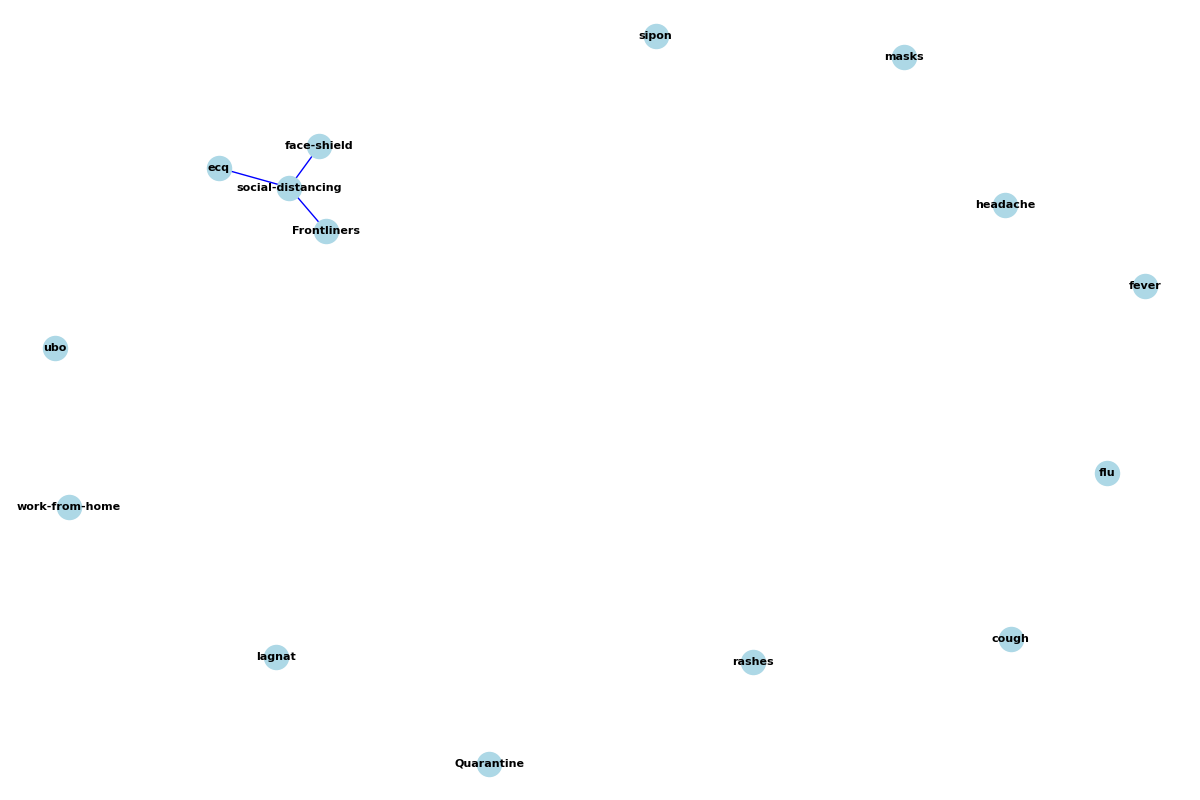 sipon
masks
face-shield
ecq
social-distancing
headache
Frontliners
fever
ubo
flu
work-from-home
cough
lagnat
rashes
Quarantine